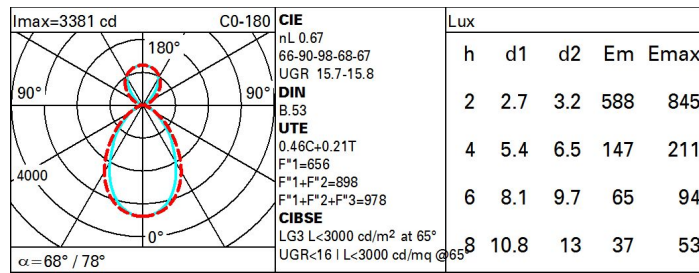 Imax=3381 cd C0-180
180°
90° 90°
4000
0°
α=68° / 78°
CIE
nL 0.67
66-90-98-68-67
UGR 15.7-15.8
DIN
B.53
UTE
0.46C+0.21T
F"1=656
F"1+F"2=898
F"1+F"2+F"3=978
CIBSE
LG3 L<3000 cd/m² at 65°
UGR<16 | L<3000 cd/mq @65°
Lux
h d1 d2 Em Emax
2 2.7 3.2 588 845
4 5.4 6.5 147 211
6 8.1 9.7 65 94
8 10.8 13 37 53